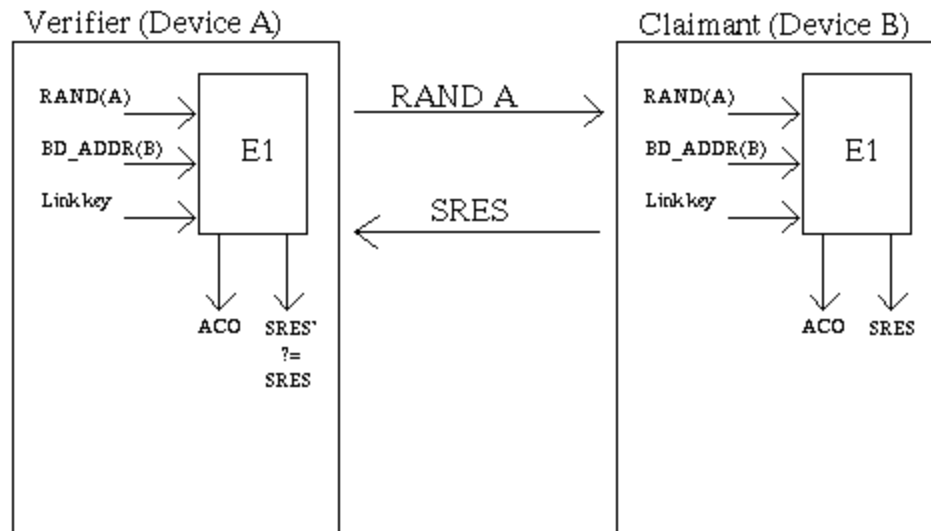 Verifier (Device A)
RAND(A)
BD_ADDR(B)
Link key
E1
ACO
SRES'
?=
SRES
RAND A
SRES
Claimant (Device B)
RAND(A)
BD_ADDR(B)
Link key
E1
ACO
SRES